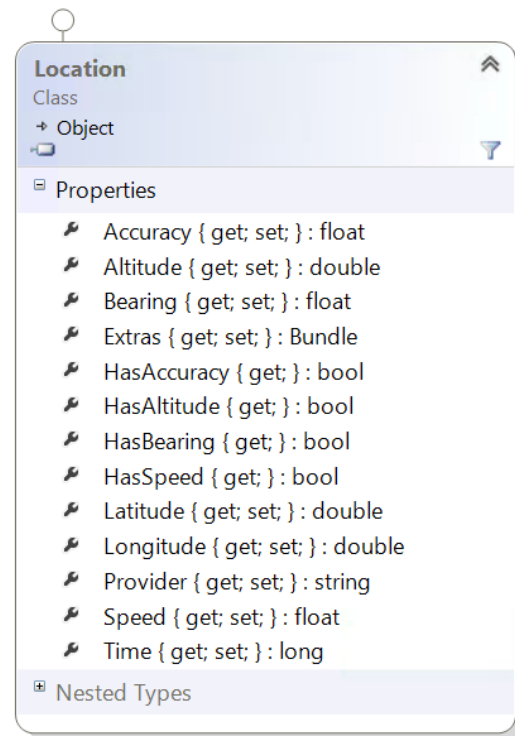 Location
Class
Object
Properties
Accuracy { get; set; } : float
Altitude { get; set; } : double
Bearing { get; set; } : float
Extras { get; set; } : Bundle
HasAccuracy { get; } : bool
HasAltitude { get; } : bool
HasBearing { get; } : bool
HasSpeed { get; } : bool
Latitude { get; set; } : double
Longitude { get; set; } : double
Provider { get; set; } : string
Speed { get; set; } : float
Time { get; set; } : long
Nested Types